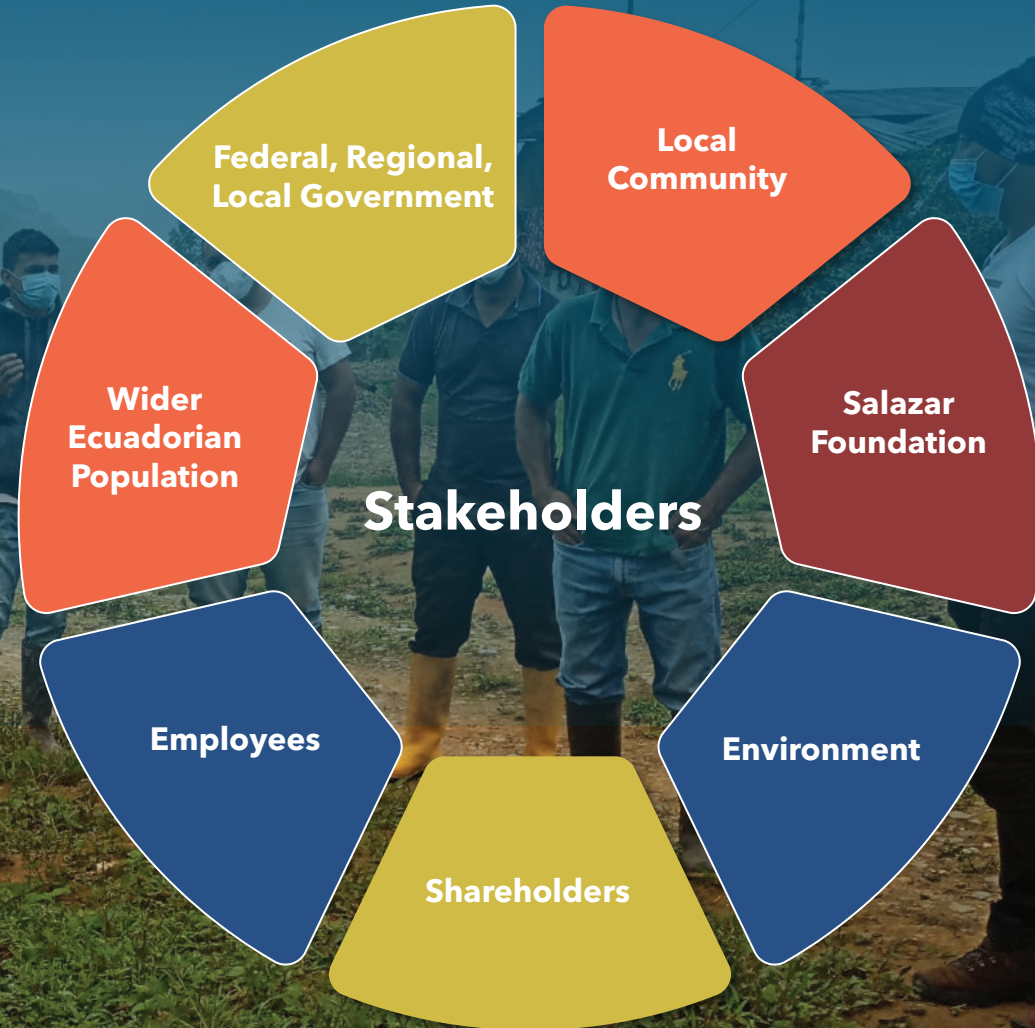 Federal, Regional,
Local Government
Local
Community
Wider
Ecuadorian
Population
Salazar
Foundation
Stakeholders
Employees
Environment
Shareholders